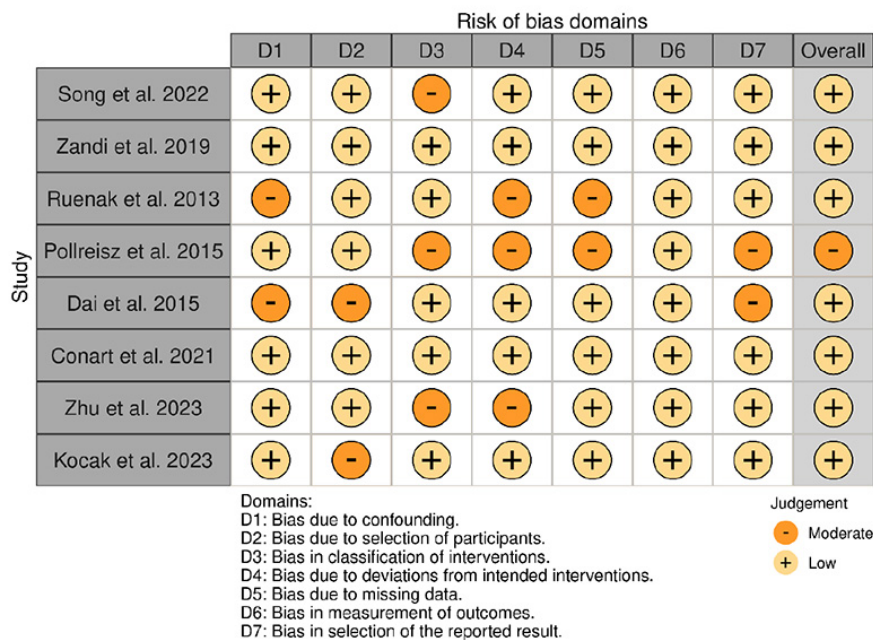 Risk of bias domains
D1 D2 D3 D4 D5 D6 D7 Overall
Study
Song et al. 2022 + + - + + + + +
Zandi et al. 2019 + + + + + + + +
Ruenak et al. 2013 - + + - - + + +
Pollreisz et al. 2015 + + - - - + - -
Dai et al. 2015 - - + + + + - +
Conart et al. 2021 + + + + + + + +
Zhu et al. 2023 + + - - + + + +
Kocak et al. 2023 + - + + + + + +
Domains:
D1: Bias due to confounding.
D2: Bias due to selection of participants.
D3: Bias in classification of interventions.
D4: Bias due to deviations from intended interventions.
D5: Bias due to missing data.
D6: Bias in measurement of outcomes.
D7: Bias in selection of the reported result.
Judgement
- Moderate
+ Low